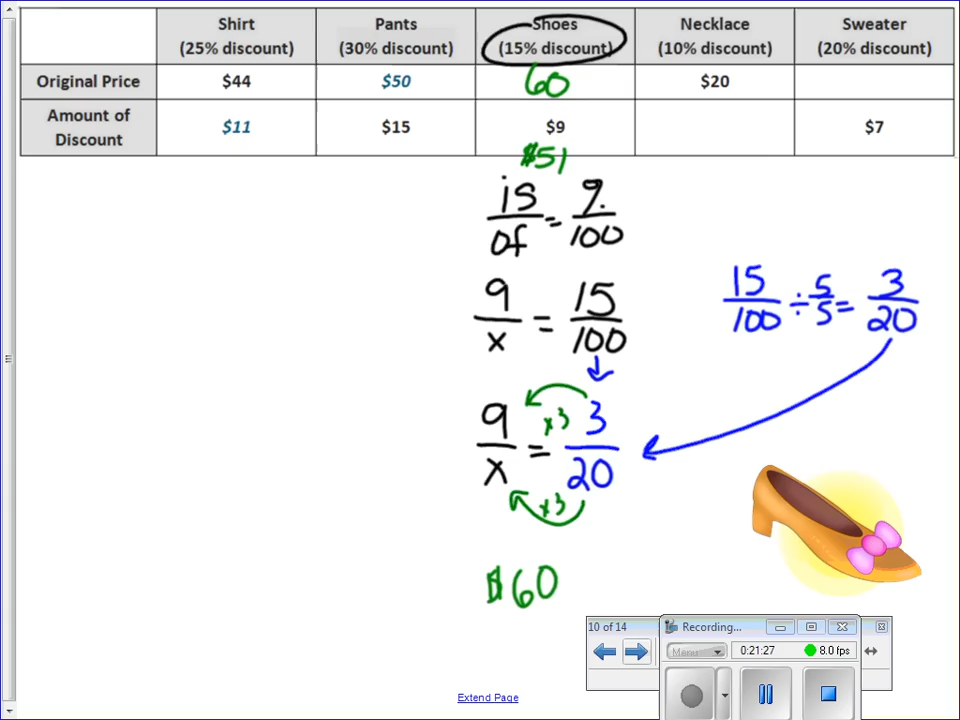 Shirt (25% discount) Pants (30% discount) Shoes (15% discount) Necklace (10% discount) Sweater (20% discount)
Original Price $44 $50 60 $20
Amount of Discount $11 $15 $9 $7
$51
is/of = ?/100
9/x = 15/100
15/100 ÷ 5/5 = 3/20
9/x = 3/20
x3
x3
$60
10 of 14
Recording...
Menu
0:21:27
8.0 fps
Extend Page